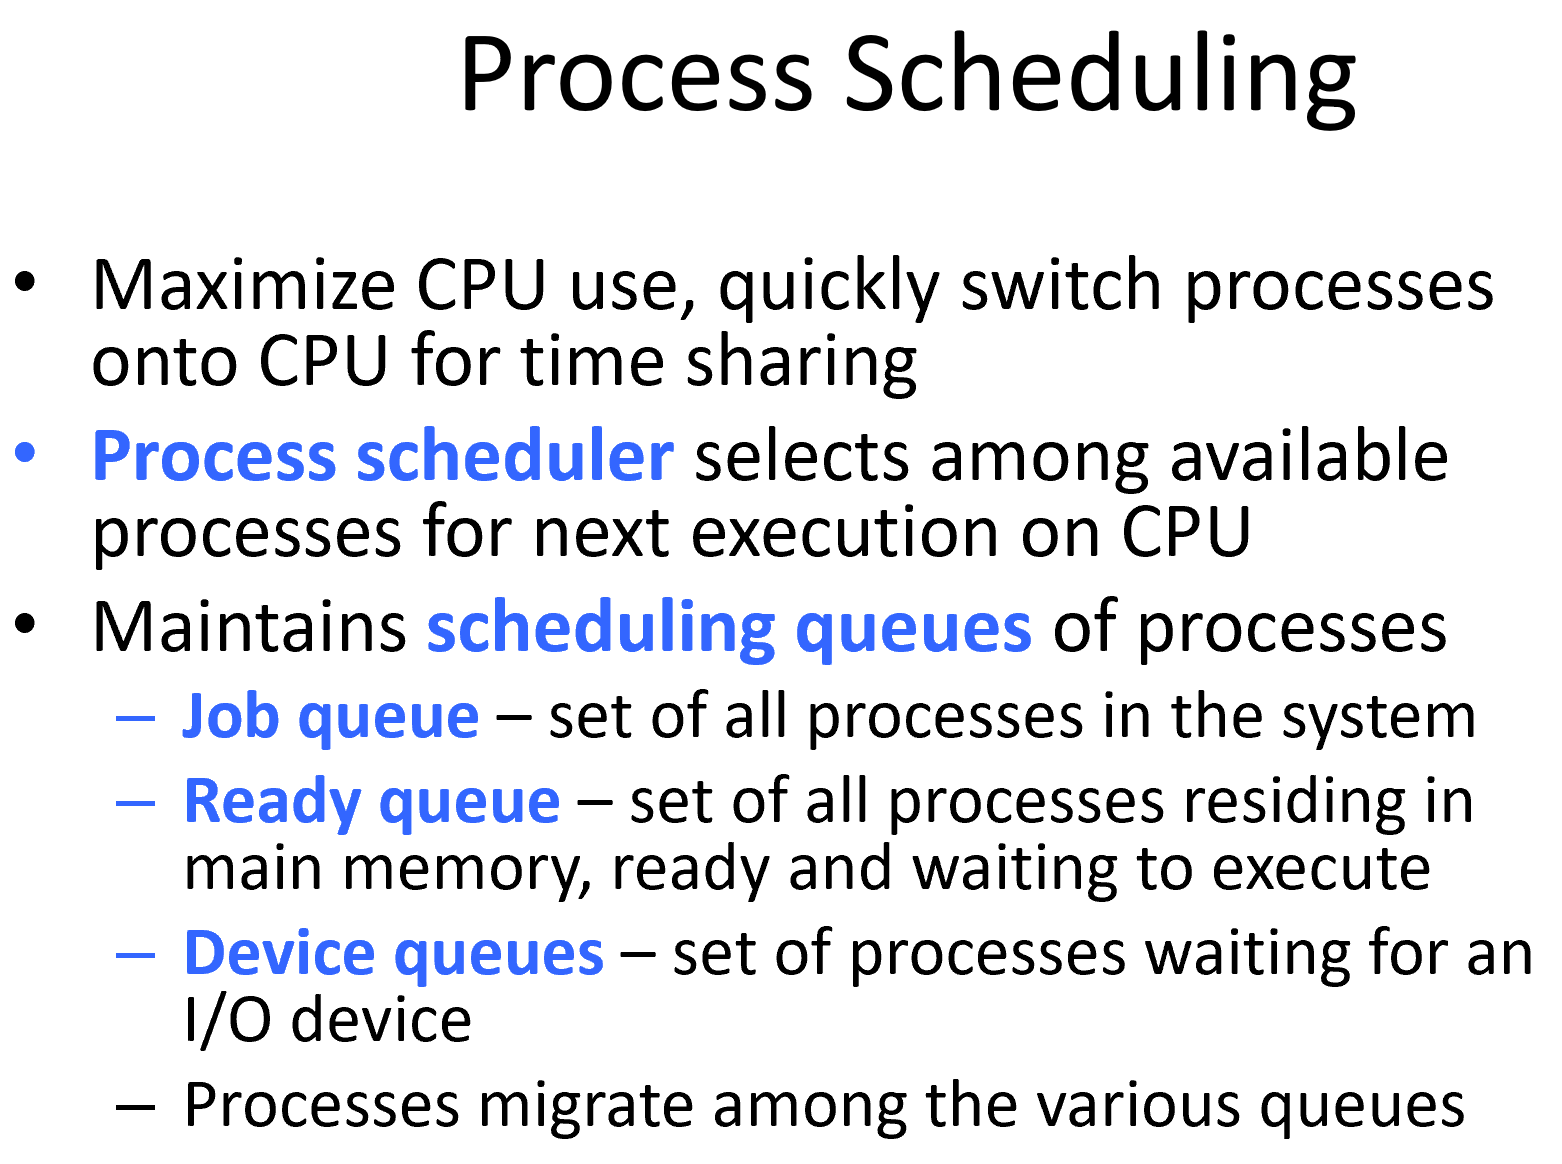 Process Scheduling
• Maximize CPU use, quickly switch processes
onto CPU for time sharing
• Process scheduler selects among available
processes for next execution on CPU
• Maintains scheduling queues of processes
– Job queue – set of all processes in the system
– Ready queue – set of all processes residing in
main memory, ready and waiting to execute
– Device queues – set of processes waiting for an
I/O device
– Processes migrate among the various queues